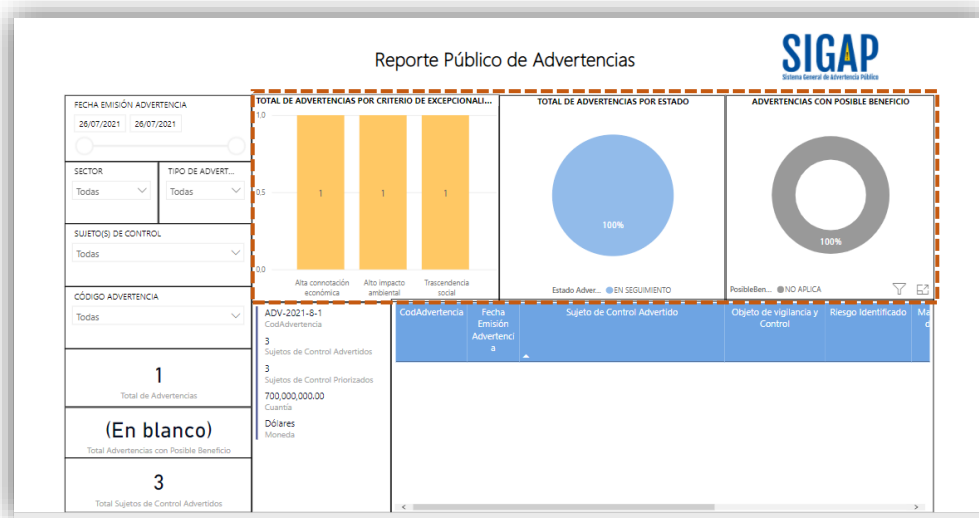 Reporte Público de Advertencias
SIGAP
Sistema General de Advertencia Público
FECHA EMISIÓN ADVERTENCIA
26/07/2021 26/07/2021
SECTOR
Todas
TIPO DE ADVERT...
Todas
SUJETO(S) DE CONTROL
Todas
CÓDIGO ADVERTENCIA
Todas
1
Total de Advertencias
(En blanco)
Total Advertencias con Posible Beneficio
3
Total Sujetos de Control Advertidos
TOTAL DE ADVERTENCIAS POR CRITERIO DE EXCEPCIONALI...
1.0
0.5
0.0
1 1 1
Alta connotación
económica
Alto impacto
ambiental
Trascendencia
social
TOTAL DE ADVERTENCIAS POR ESTADO
100%
Estado Adver... EN SEGUIMIENTO
ADVERTENCIAS CON POSIBLE BENEFICIO
100%
PosibleBen... NO APLICA
ADV-2021-8-1
CodAdvertencia
3
Sujetos de Control Advertidos
3
Sujetos de Control Priorizados
700,000,000.00
Cuantía
Dólares
Moneda
CodAdvertencia
Fecha
Emisión
Advertenci
a
Sujeto de Control Advertido
Objeto de vigilancia y
Control
Riesgo Identificado
Ma
d